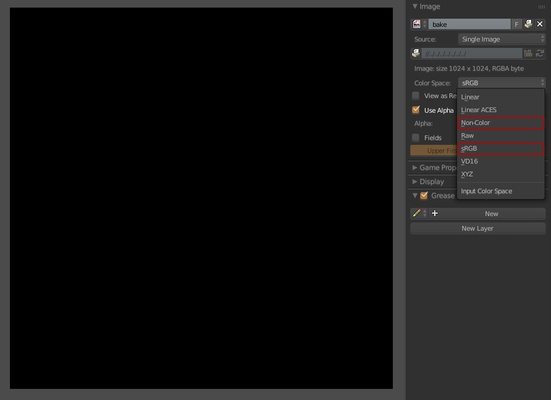 Image
bake
F
Source:
Single Image
Image: size 1024 x 1024, RGBA byte
Color Space:
sRGB
View as Re
Use Alpha
Alpha:
Fields
Upper Fie
Game Prop
Display
Grease
New
New Layer
Linear
Linear ACES
Non-Color
Raw
sRGB
VD16
XYZ
Input Color Space